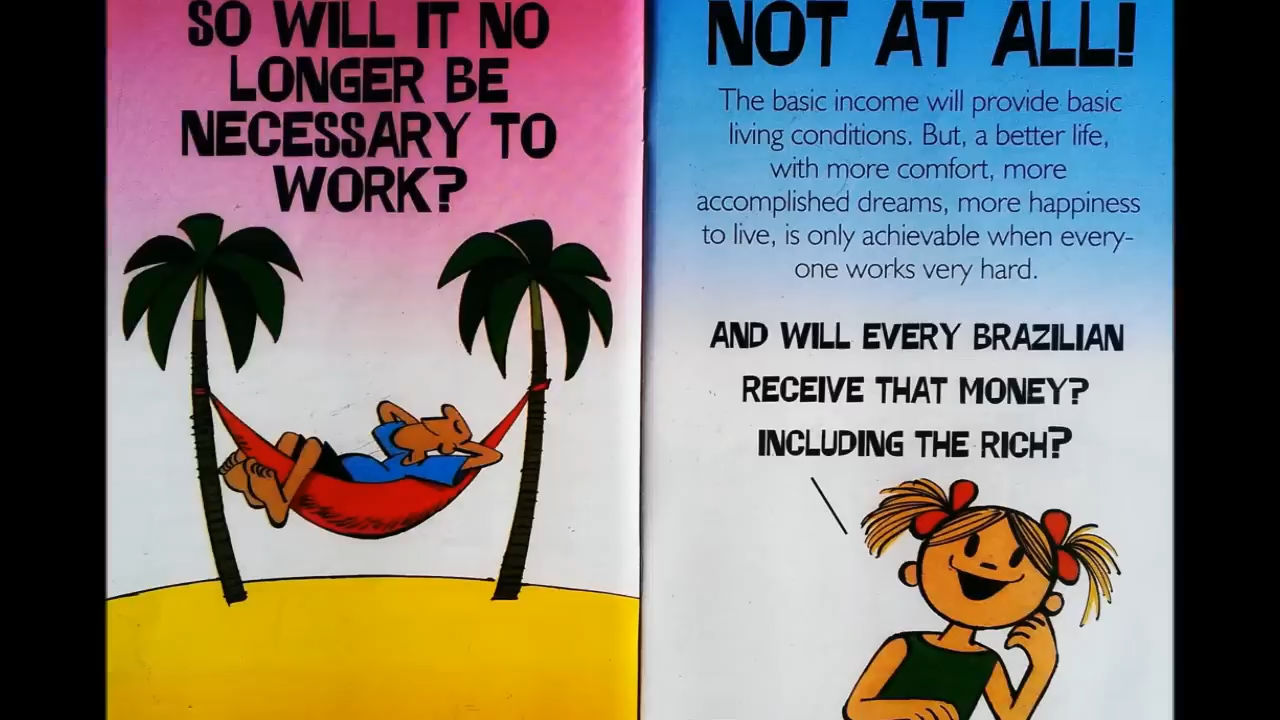 SO WILL IT NO
LONGER BE
NECESSARY TO
WORK?
NOT AT ALL!
The basic income will provide basic
living conditions. But, a better life,
with more comfort, more
accomplished dreams, more happiness
to live, is only achievable when every-
one works very hard.
AND WILL EVERY BRAZILIAN
RECEIVE THAT MONEY?
INCLUDING THE RICH?